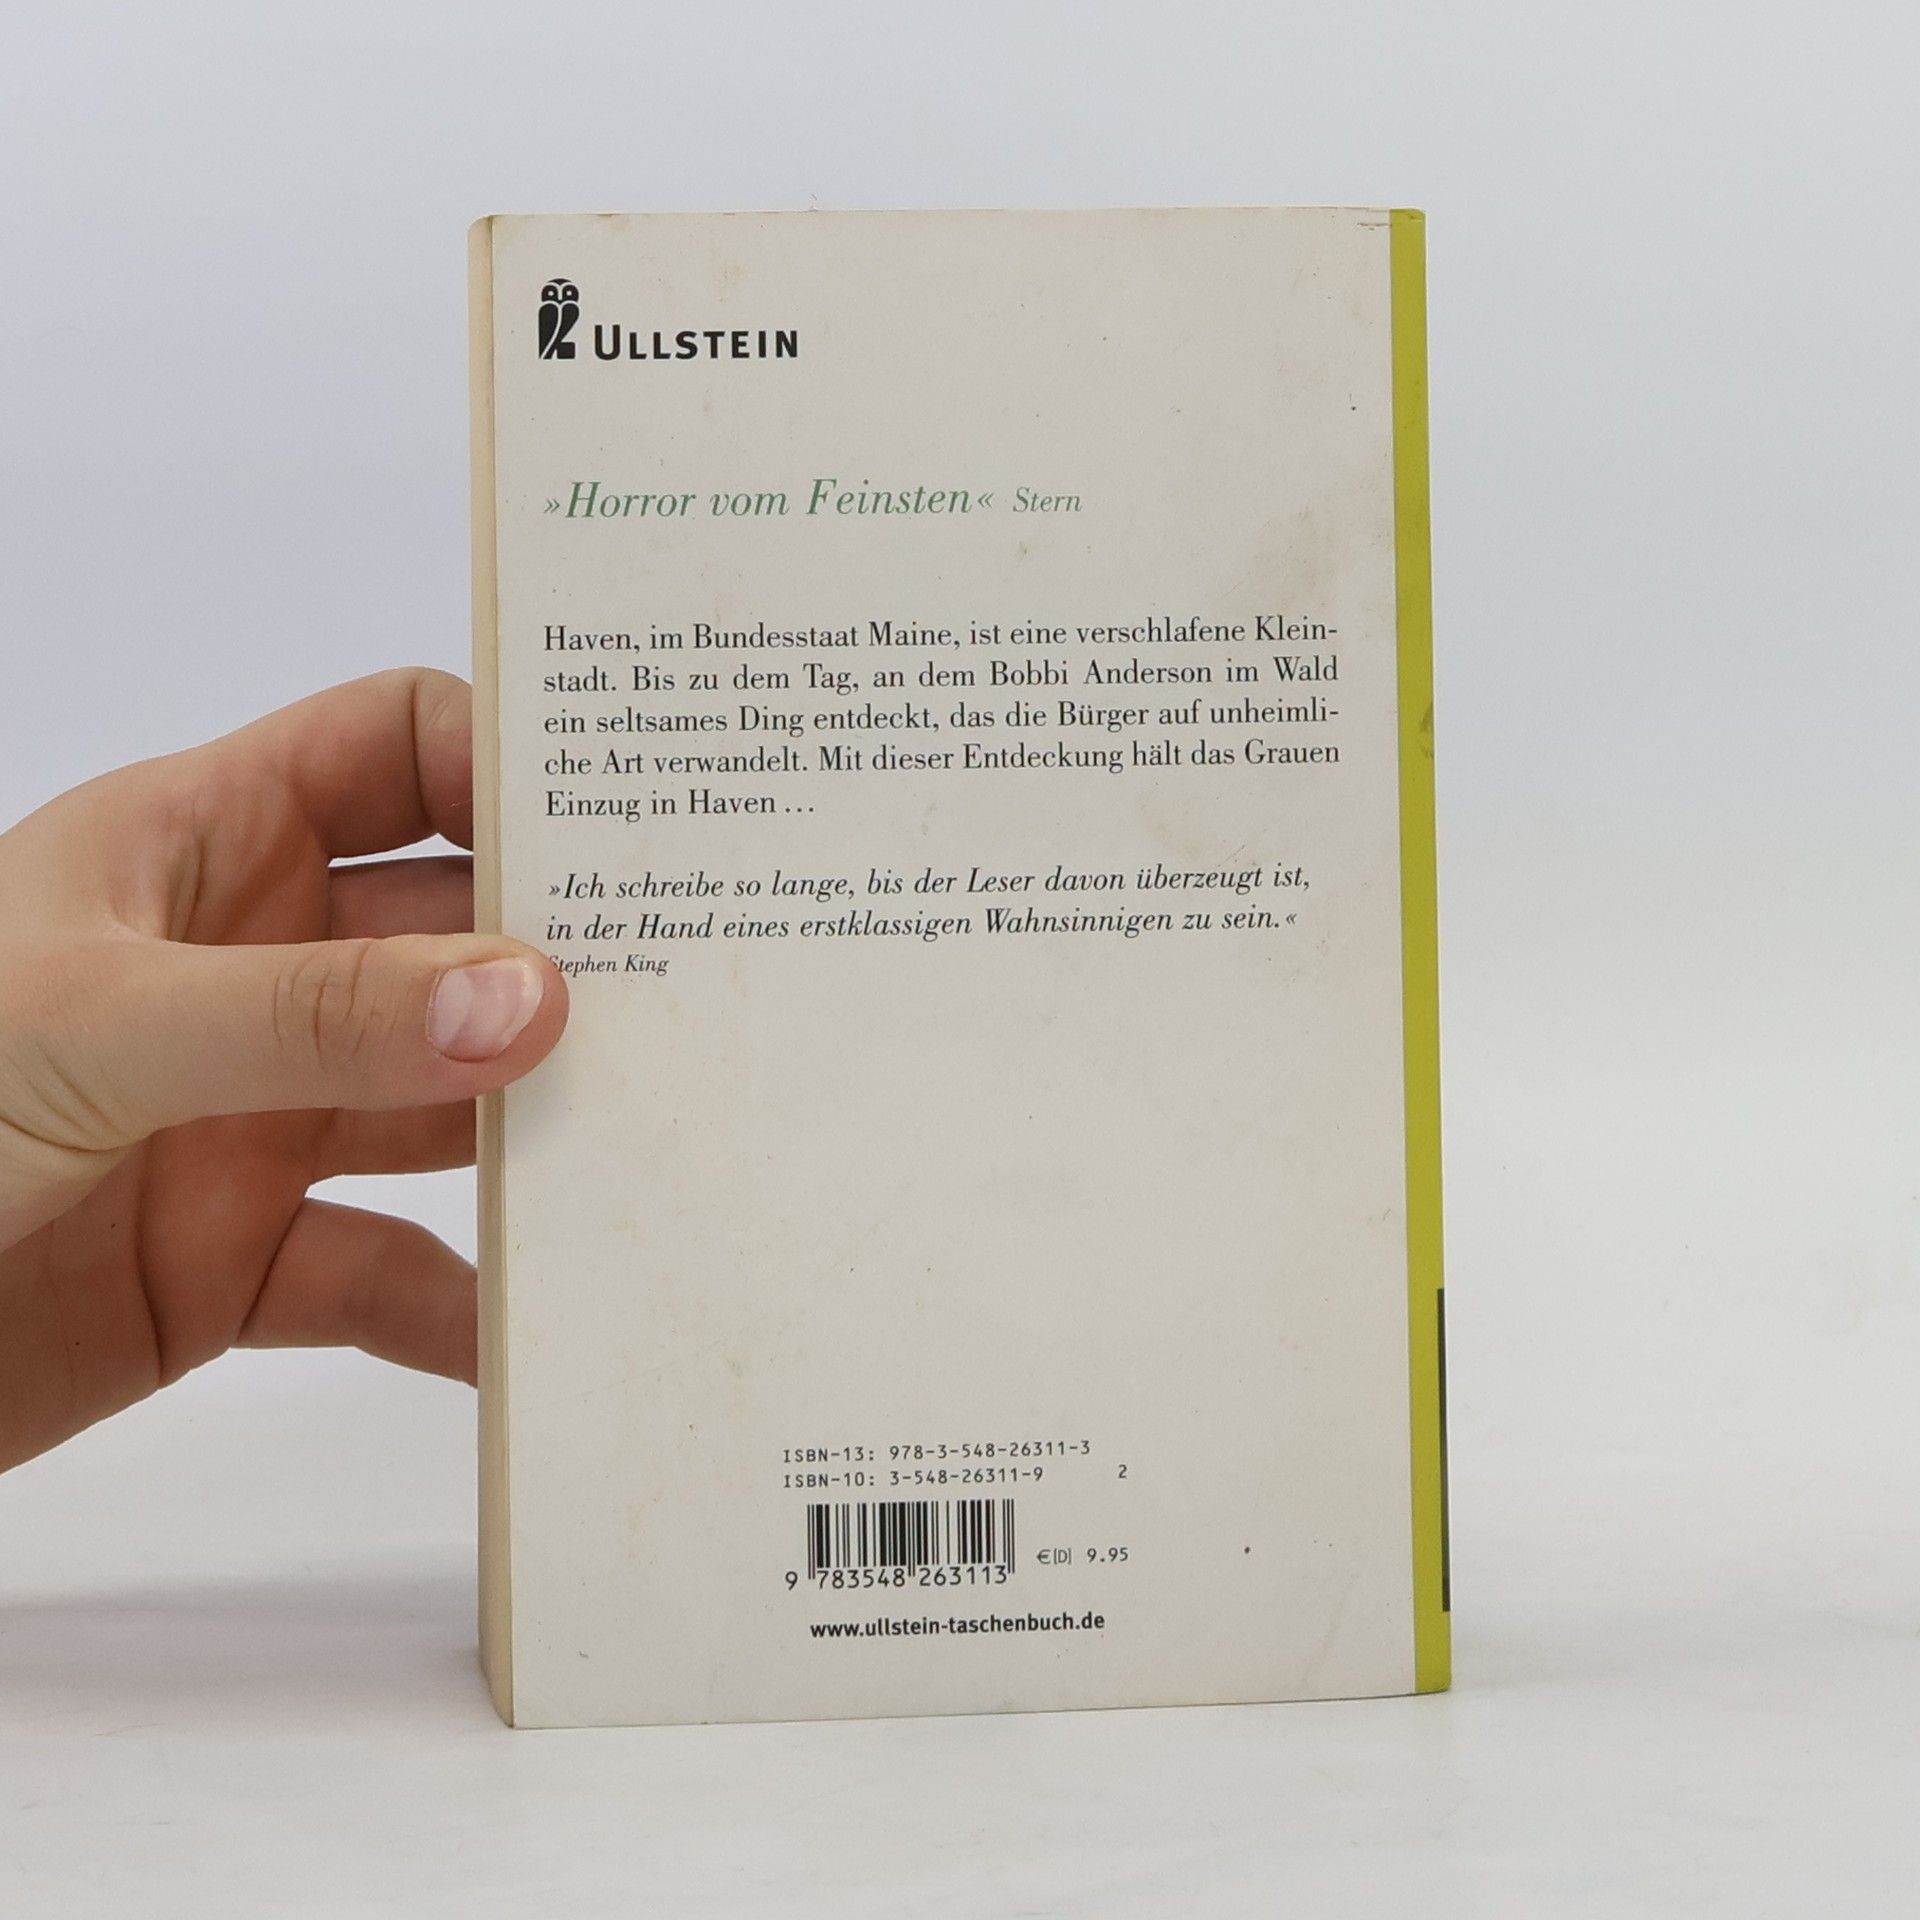 ULLSTEIN
»Horror vom Feinsten« Stern
Haven, im Bundesstaat Maine, ist eine verschlafene Klein-
stadt. Bis zu dem Tag, an dem Bobbi Anderson im Wald
ein seltsames Ding entdeckt, das die Bürger auf unheimli-
che Art verwandelt. Mit dieser Entdeckung hält das Grauen
Einzug in Haven ...
»Ich schreibe so lange, bis der Leser davon überzeugt ist,
in der Hand eines erstklassigen Wahnsinnigen zu sein.«
Stephen King
ISBN-13: 978-3-548-26311-3
ISBN-10: 3-548-26311-9 2
€[D] 9.95
9 783548 263113
www.ullstein-taschenbuch.de